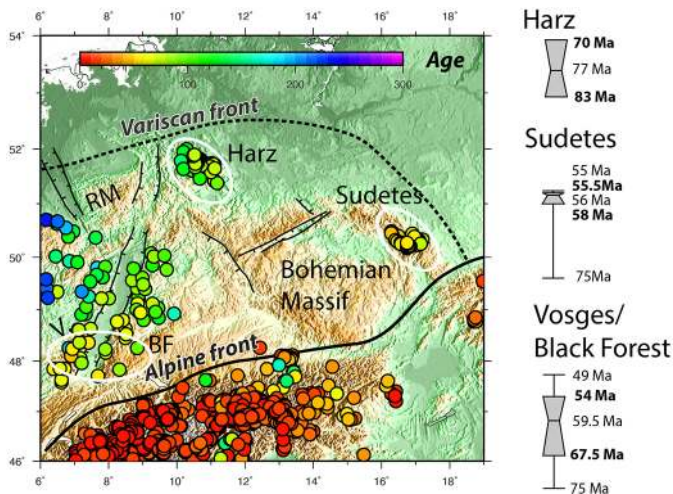 54°
52°
50°
48°
46°
6°
8°
10°
12°
14°
16°
18°
Age
0
100
200
300
Variscan front
Harz
RM
Sudetes
Bohemian
Massif
V
BF
Alpine front
Harz
70 Ma
77 Ma
83 Ma
Sudetes
55 Ma
55.5Ma
56 Ma
58 Ma
75Ma
Vosges/
Black Forest
49 Ma
54 Ma
59.5 Ma
67.5 Ma
75 Ma